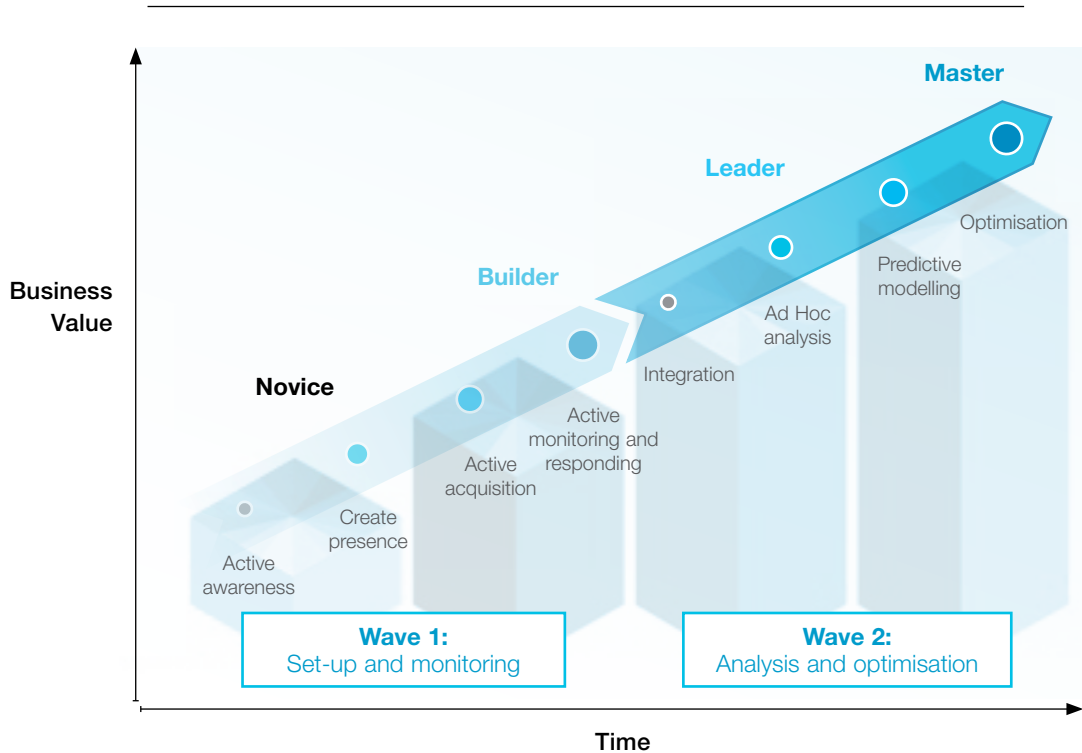 Master
Leader
Optimisation
Predictive
modelling
Builder
Business
Value
Ad Hoc
analysis
Integration
Novice
Active
monitoring and
responding
Active
acquisition
Create
presence
Active
awareness
Wave 1:
Set-up and monitoring
Wave 2:
Analysis and optimisation
Time